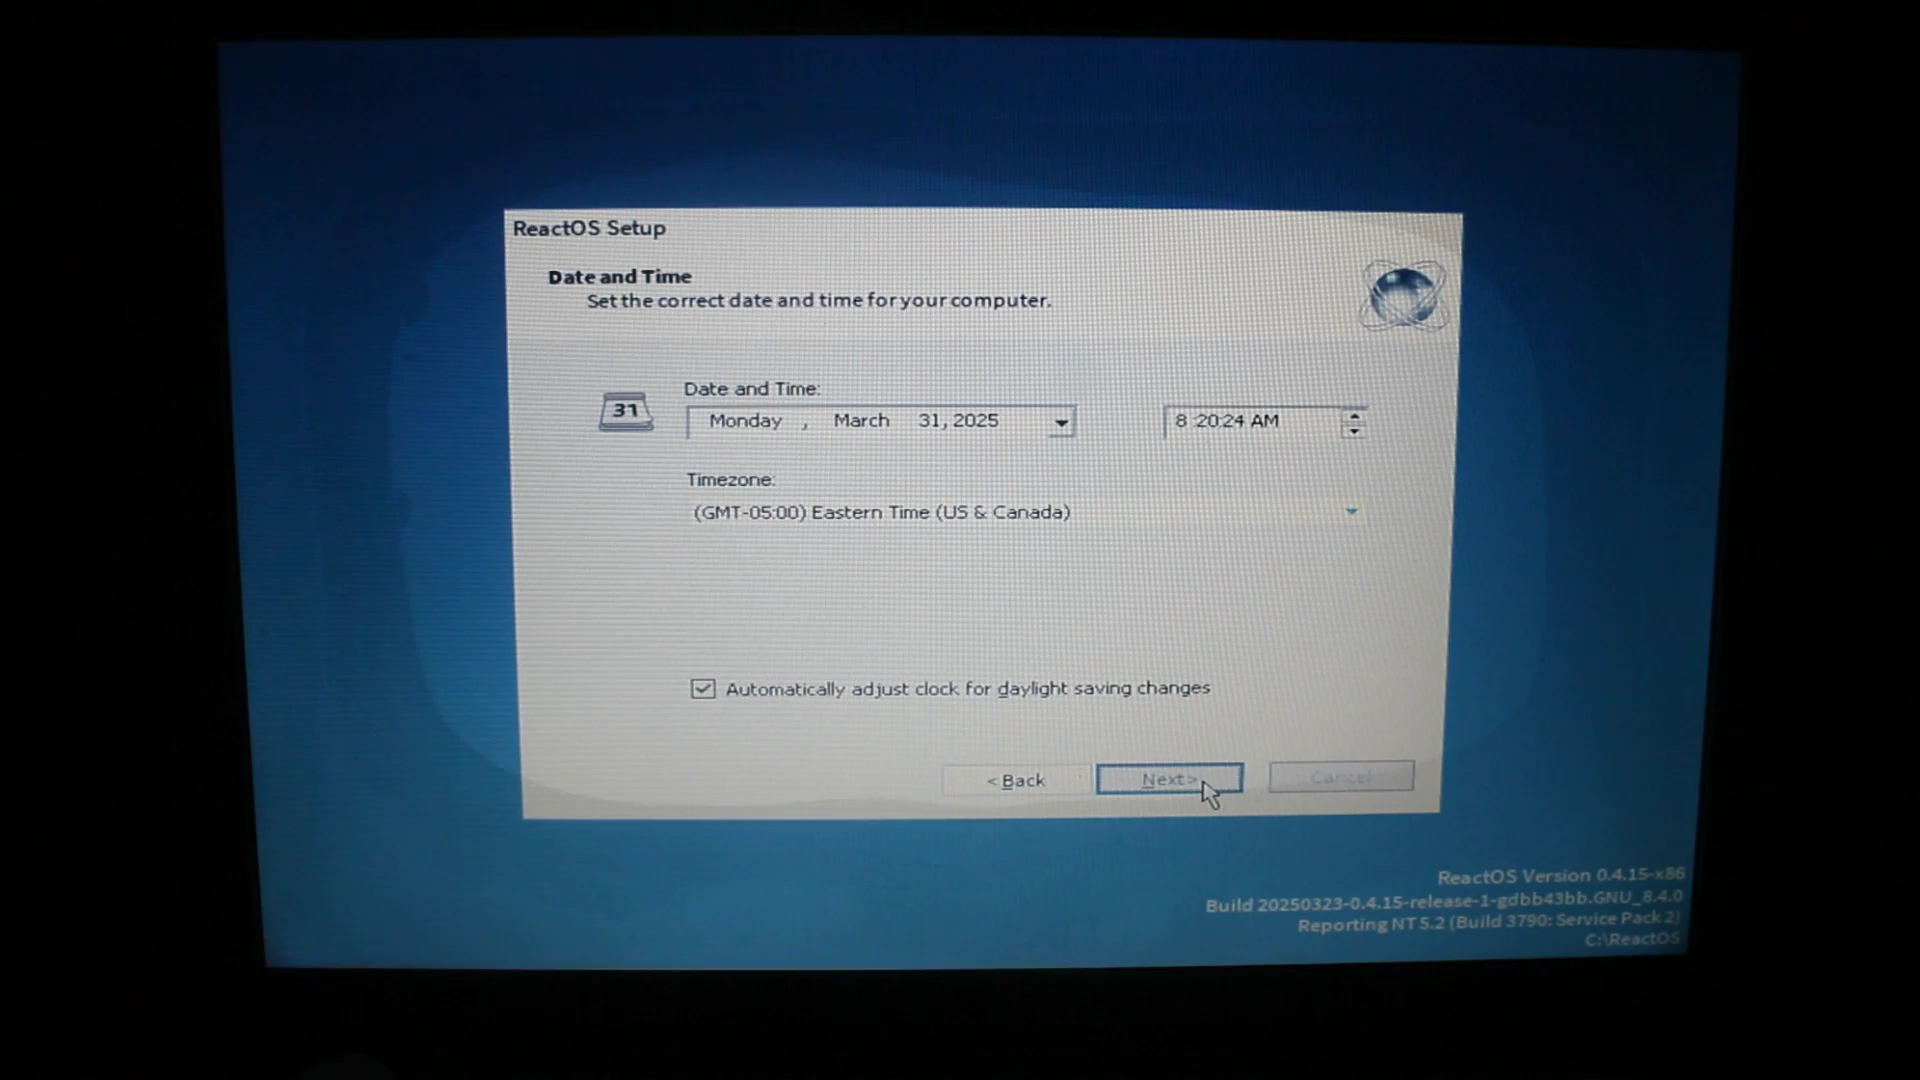 ReactOS Setup
Date and Time
Set the correct date and time for your computer.
31
Date and Time:
Monday , March 31, 2025
8 :20:24 AM
Timezone:
(GMT-05:00) Eastern Time (US & Canada)
Automatically adjust clock for daylight saving changes
< Back
Next >
Cancel
ReactOS Version 0.4.15-x86
Build 20250323-0.4.15-release-1-gdbb43bb.GNU_8.4.0
Reporting NT 5.2 (Build 3790: Service Pack 2)
C:\ReactOS